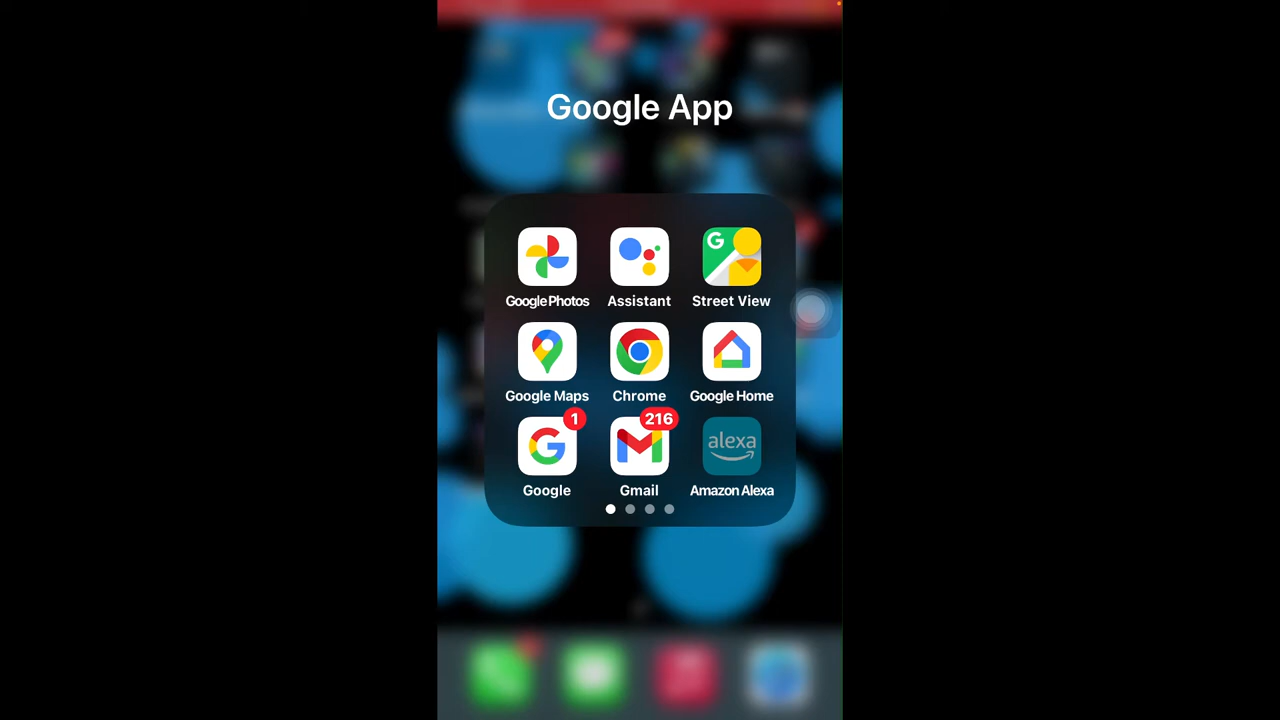 Google App
Google Photos
Assistant
G
Street View
Google Maps
Chrome
Google Home
1
216
G
alexa
Google
Gmail
Amazon Alexa